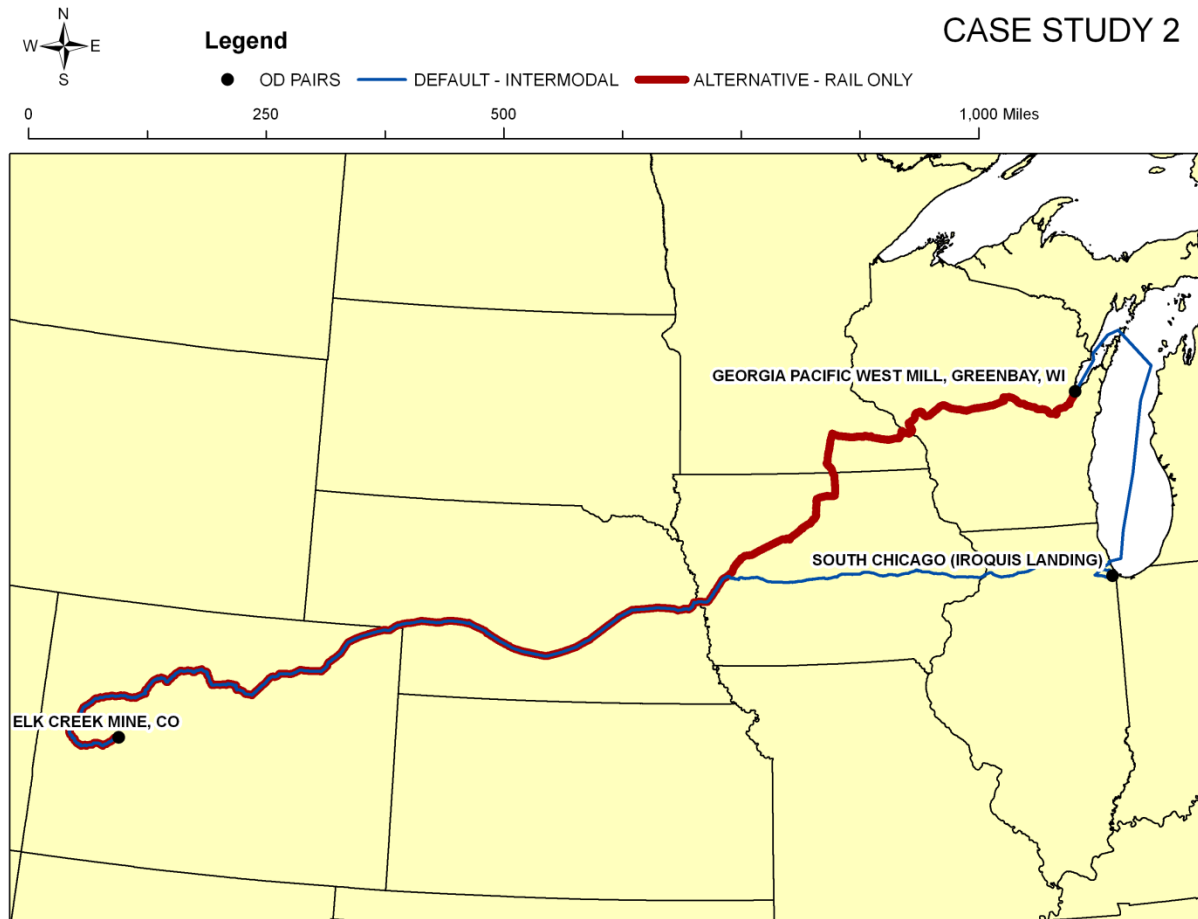 CASE STUDY 2
N
W E
S
Legend
OD PAIRS DEFAULT - INTERMODAL ALTERNATIVE - RAIL ONLY
0 250 500 1,000 Miles
GEORGIA PACIFIC WEST MILL, GREENBAY, WI
SOUTH CHICAGO (IROQUIS LANDING)
ELK CREEK MINE, CO